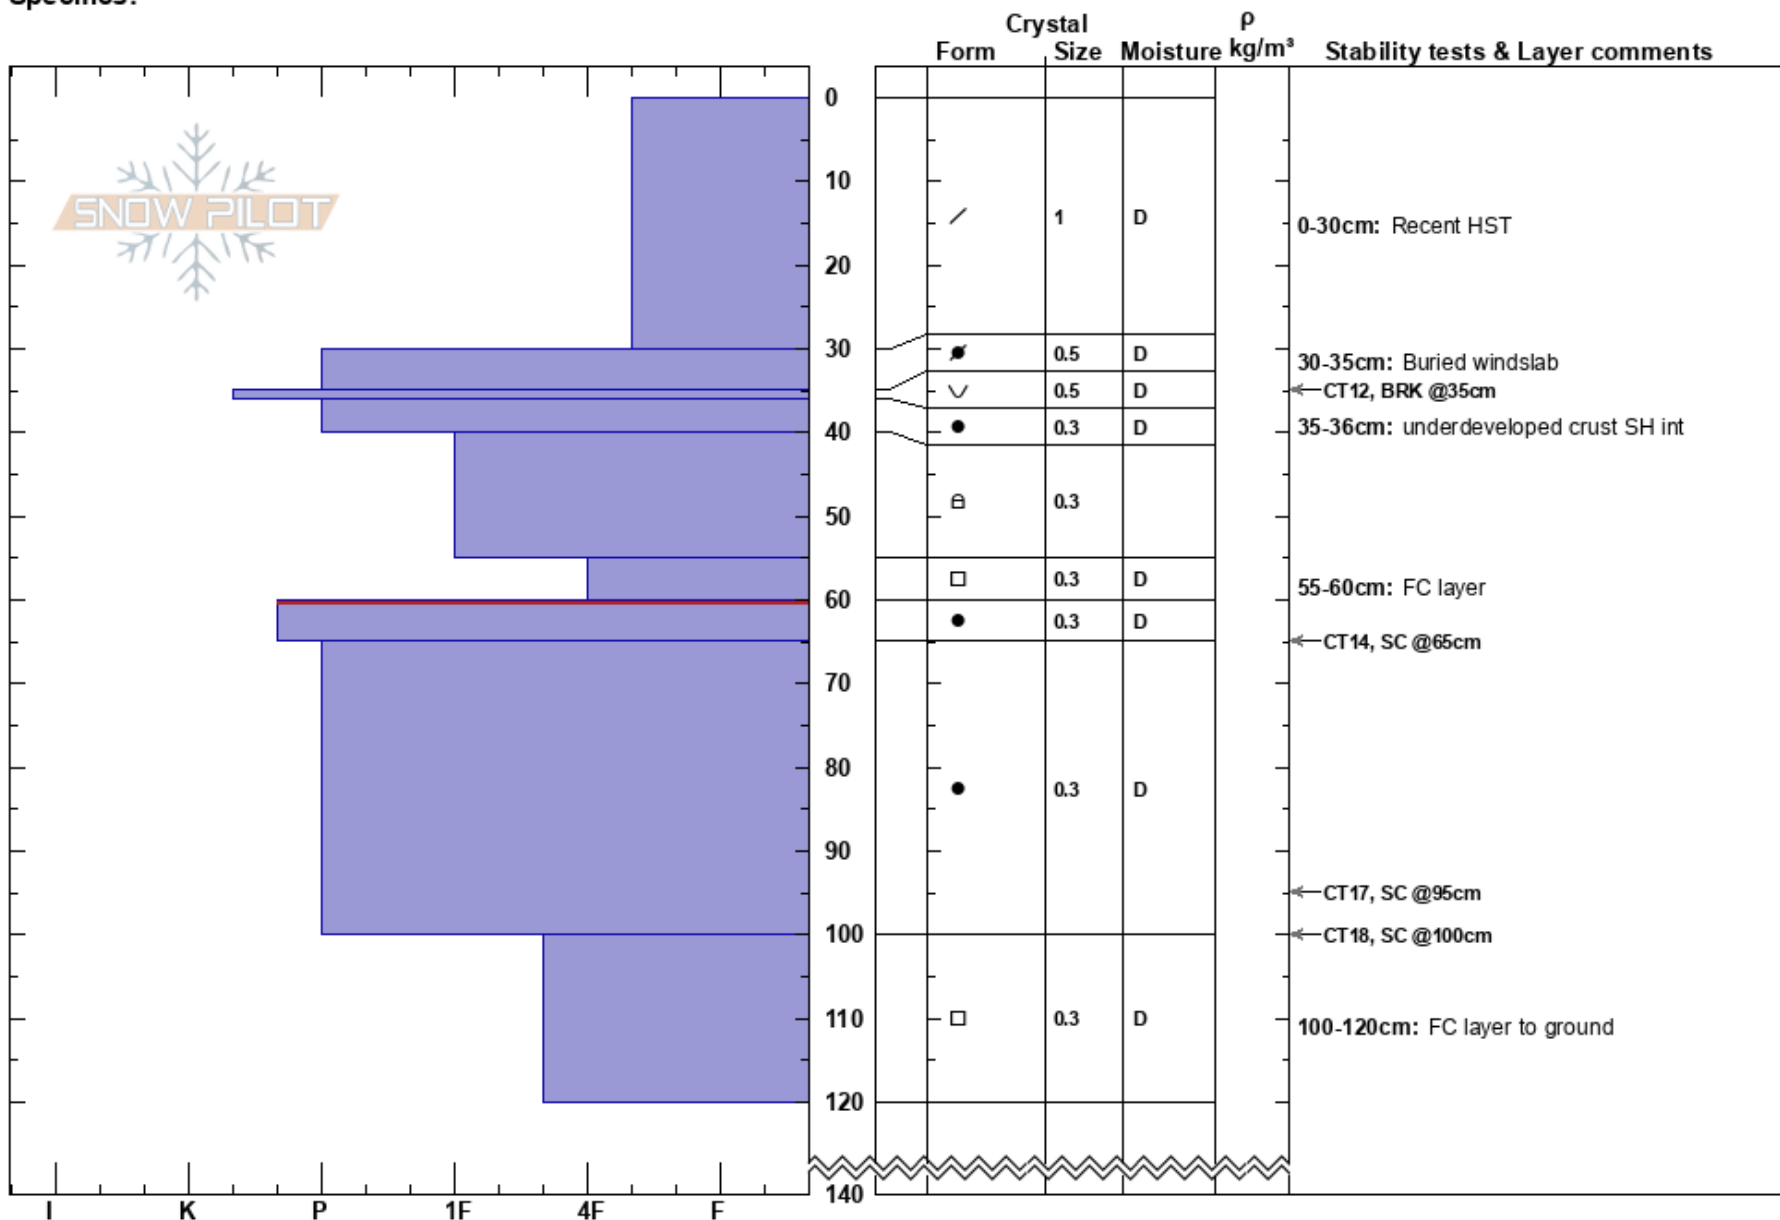 Specifics:
Crystal
ρ
Form Size Moisture kg/m³ Stability tests & Layer comments
SNOW PILOT
0
10
1 D
0-30cm: Recent HST
20
30
0.5 D
30-35cm: Buried windslab
0.5 D
CT12, BRK @35cm
40
0.3 D
35-36cm: underdeveloped crust SH int
0.3
50
0.3 D
55-60cm: FC layer
60
0.3 D
CT14, SC @65cm
70
80
0.3 D
90
CT17, SC @95cm
100
CT18, SC @100cm
110
0.3 D
100-120cm: FC layer to ground
120
140
I K P 1F 4F F